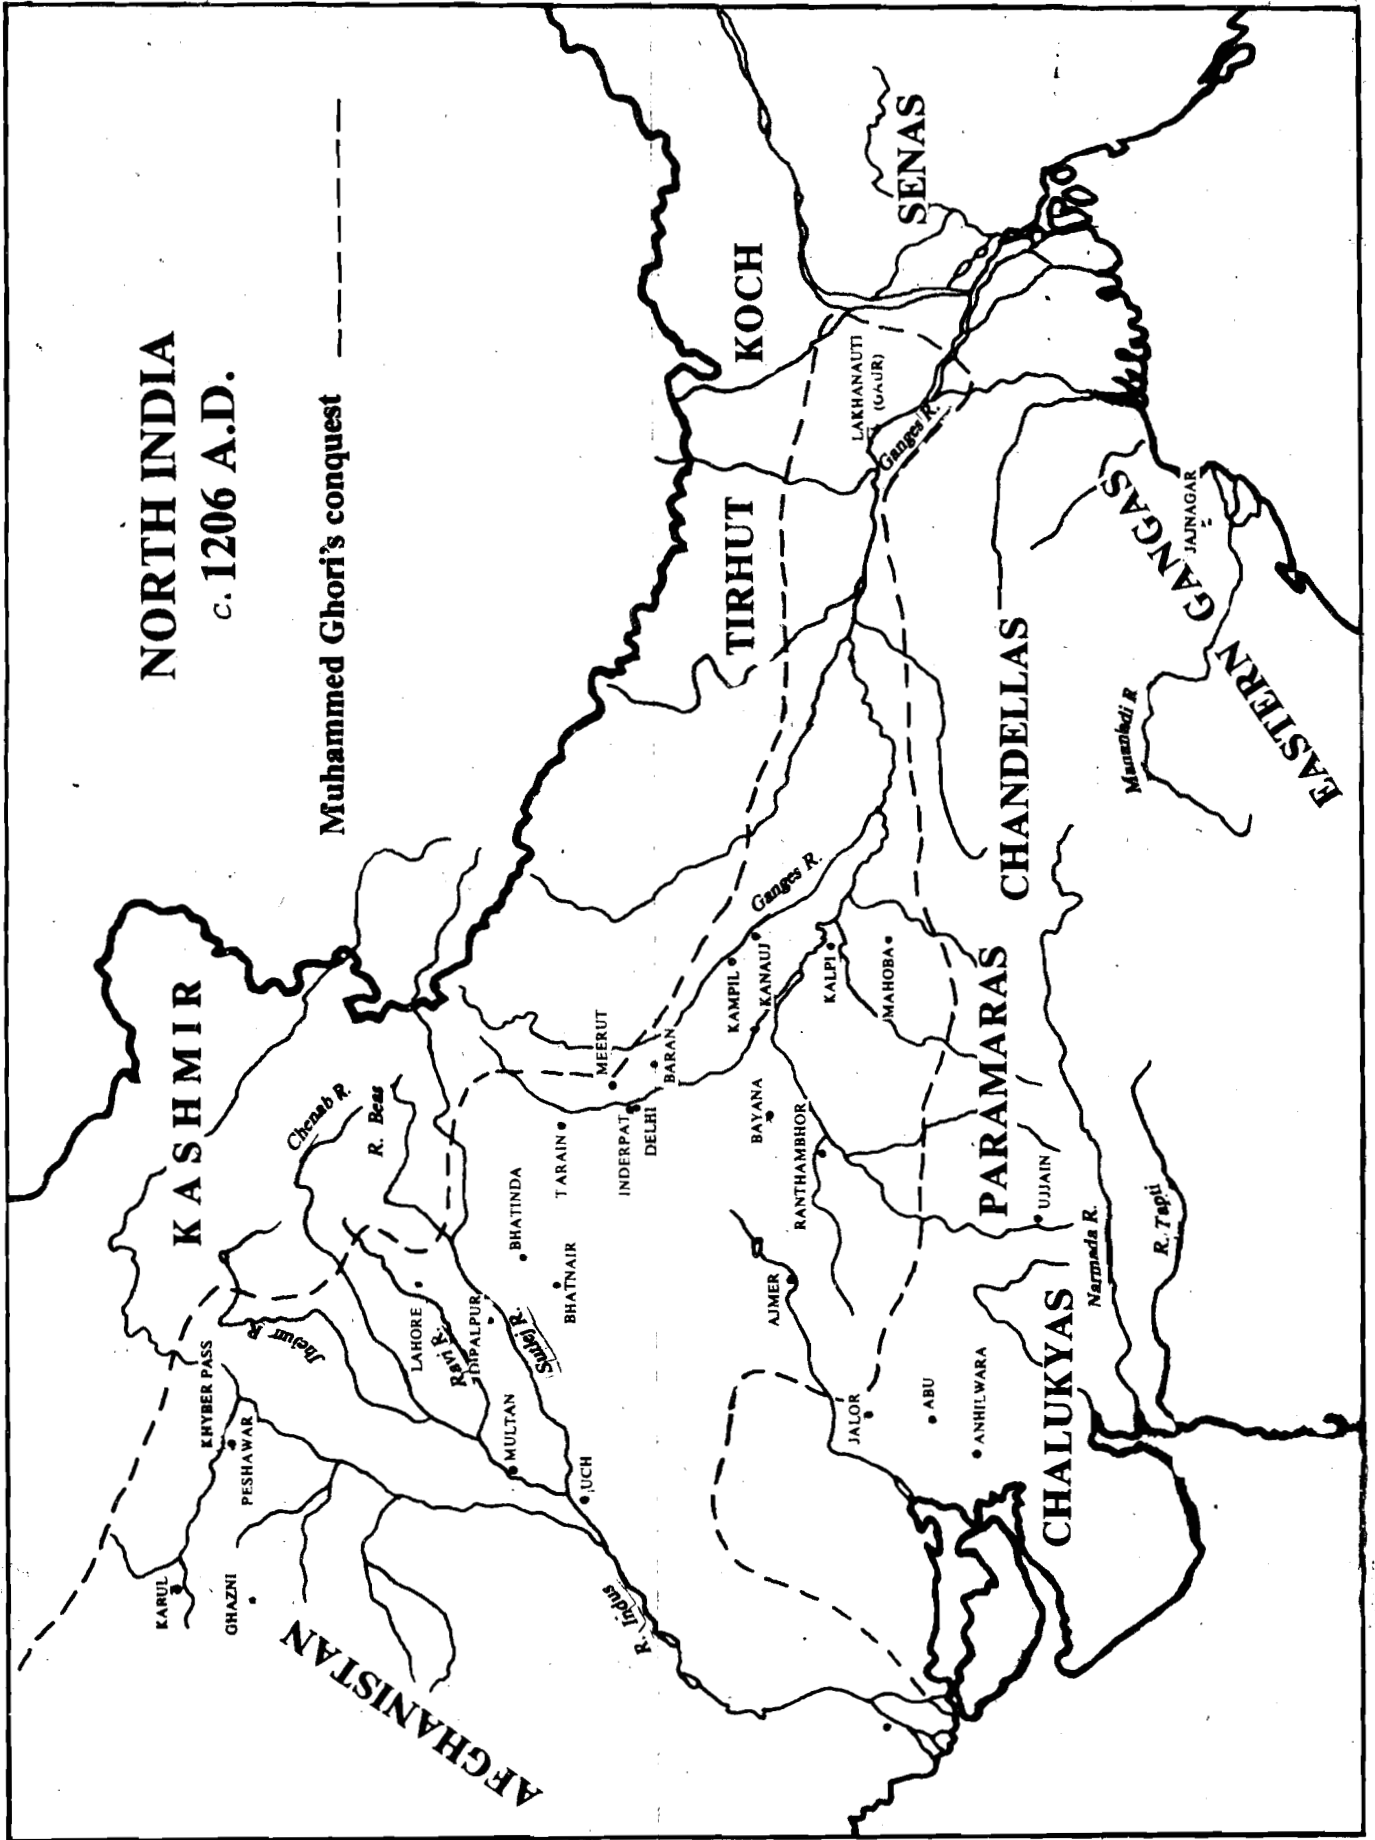 NORTH INDIA
c. 1206 A.D.
Muhammed Ghori's conquest
KASHMIR
Chenab R.
R. Beas
Jhelum R
KHYBER PASS
PESHAWAR
KARUL
GHAZNI
AFGHANISTAN
LAHORE
Ravi R.
DIPALPUR
Sutlej R.
MULTAN
UCH
R. Indus
BHATINDA
BHATNAIR
TARAIN
MEERUT
INDERPAT
DELHI
BARAN
KAMPIL
KANAUJ
Ganges R.
KALPI
MAHOBA
BAYANA
RANTHAMBHOR
AJMER
JALOR
ABU
ANHILWARA
UJJAIN
PARAMARAS
CHALUKYAS
Narmada R.
R. Tapti
CHANDELLAS
TIRHUT
KOCH
SENAS
LAKHANAUTI
(GAUR)
Ganges R.
EASTERN GANGAS
JAJNAGAR